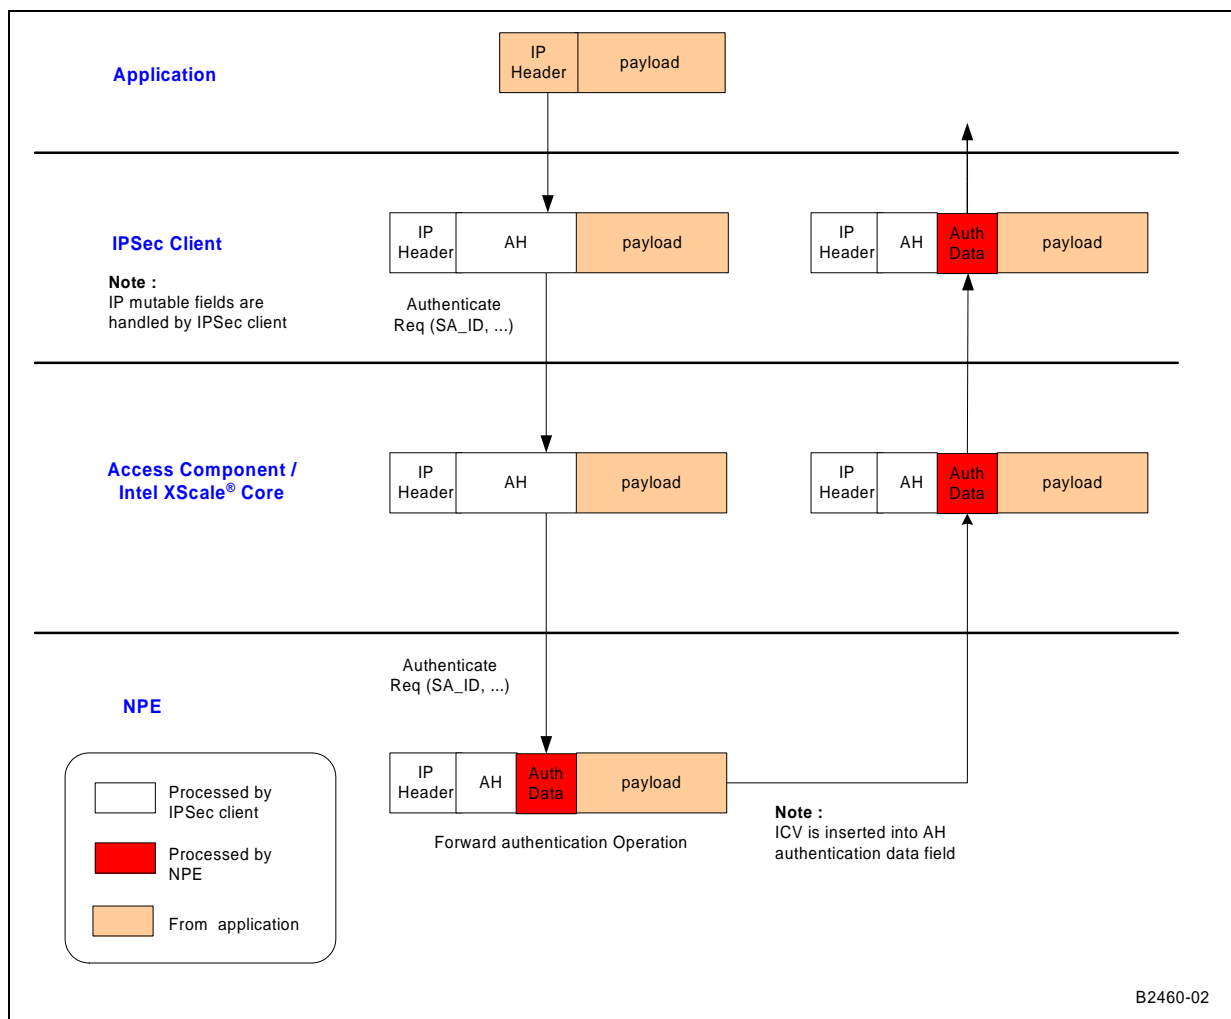 Application
IP
Header
payload
IPSec Client
Note :
IP mutable fields are
handled by IPSec client
IP
Header
AH
payload
Authenticate
Req (SA_ID, ...)
IP
Header
AH
Auth
Data
payload
Access Component /
Intel XScale® Core
IP
Header
AH
payload
IP
Header
AH
Auth
Data
payload
NPE
Authenticate
Req (SA_ID, ...)
IP
Header
AH
Auth
Data
payload
Forward authentication Operation
Note :
ICV is inserted into AH
authentication data field
Processed by
IPSec client
Processed by
NPE
From application
B2460-02